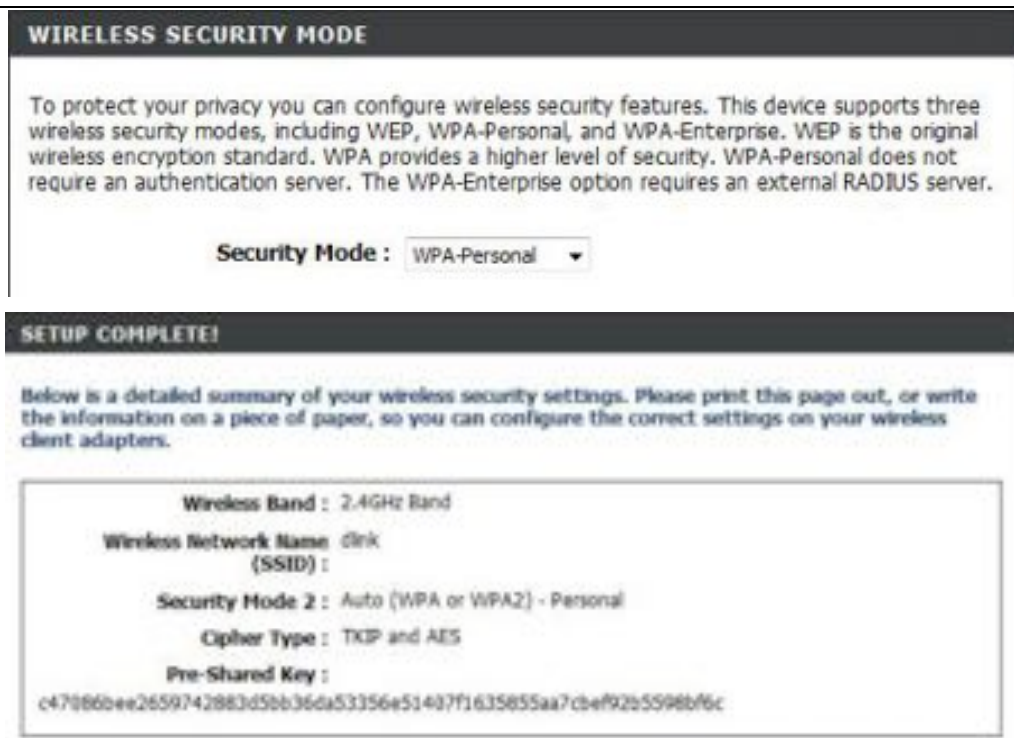 WIRELESS SECURITY MODE
To protect your privacy you can configure wireless security features. This device supports three
wireless security modes, including WEP, WPA-Personal, and WPA-Enterprise. WEP is the original
wireless encryption standard. WPA provides a higher level of security. WPA-Personal does not
require an authentication server. The WPA-Enterprise option requires an external RADIUS server.
Security Mode : WPA-Personal
SETUP COMPLETE!
Below is a detailed summary of your wireless security settings. Please print this page out, or write
the information on a piece of paper, so you can configure the correct settings on your wireless
client adapters.
Wireless Band : 2.4GHz Band
Wireless Network Name dlink
(SSID) :
Security Mode 2 : Auto (WPA or WPA2) - Personal
Cipher Type : TKIP and AES
Pre-Shared Key :
c47086bee2659742883d5bb36da53356e51407f1635855aa7cbef92b5598bf6c